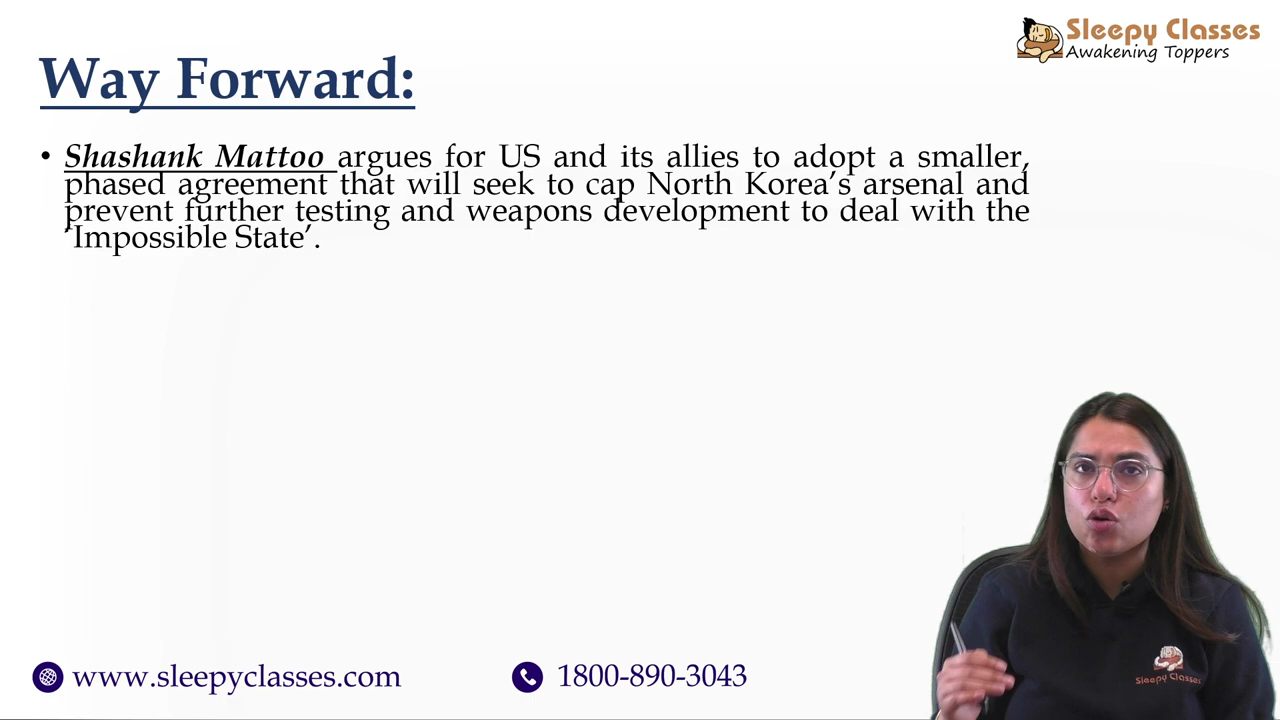 Sleepy Classes
Awakening Toppers
Way Forward:
• Shashank Mattoo argues for US and its allies to adopt a smaller,
phased agreement that will seek to cap North Korea’s arsenal and
prevent further testing and weapons development to deal with the
‘Impossible State’.
Sleepy Classes
www.sleepyclasses.com
1800-890-3043